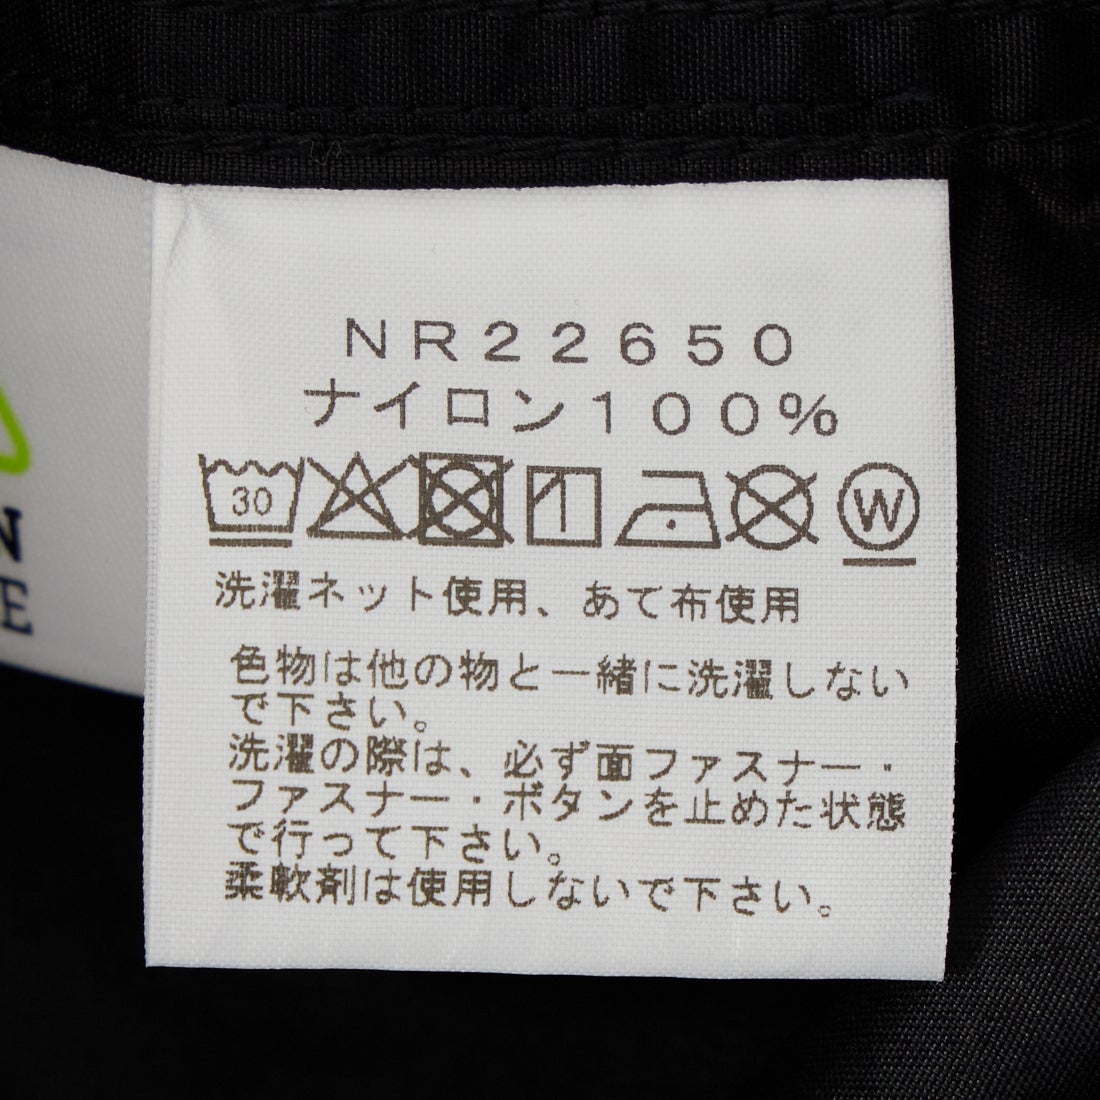 NR22650
ナイロン100%
30
W
洗濯ネット使用、あて布使用
色物は他の物と一緒に洗濯しない
で下さい。
洗濯の際は、必ず面ファスナー・
ファスナー・ボタンを止めた状態
で行って下さい。
柔軟剤は使用しないで下さい。
N
E